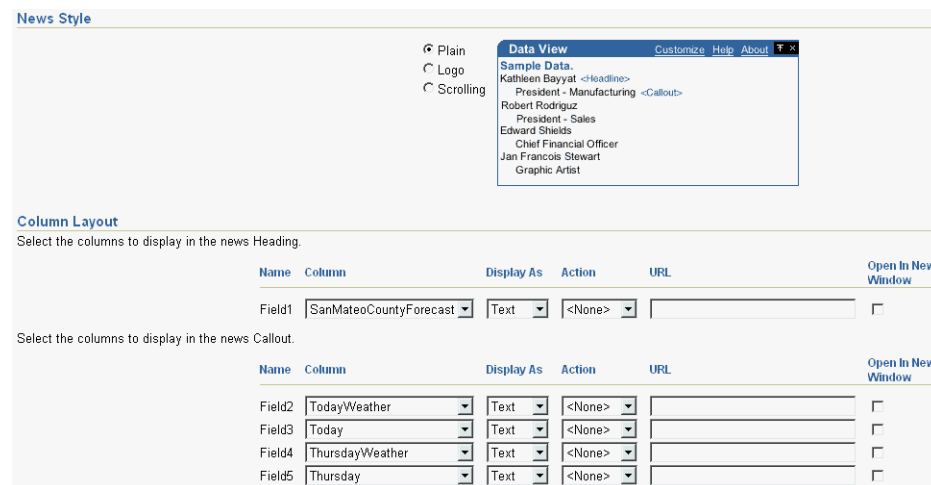 News Style
Plain
Logo
Scrolling
Data View Customize Help About
Sample Data.
Kathleen Bayyat <Headline>
President - Manufacturing <Callout>
Robert Rodriguz
President - Sales
Edward Shields
Chief Financial Officer
Jan Francois Stewart
Graphic Artist
Column Layout
Select the columns to display in the news Heading.
Name Column Display As Action URL Open In New Window
Field1 SanMateoCountyForecast Text <None>
Select the columns to display in the news Callout.
Name Column Display As Action URL Open In New Window
Field2 TodayWeather Text <None>
Field3 Today Text <None>
Field4 ThursdayWeather Text <None>
Field5 Thursday Text <None>